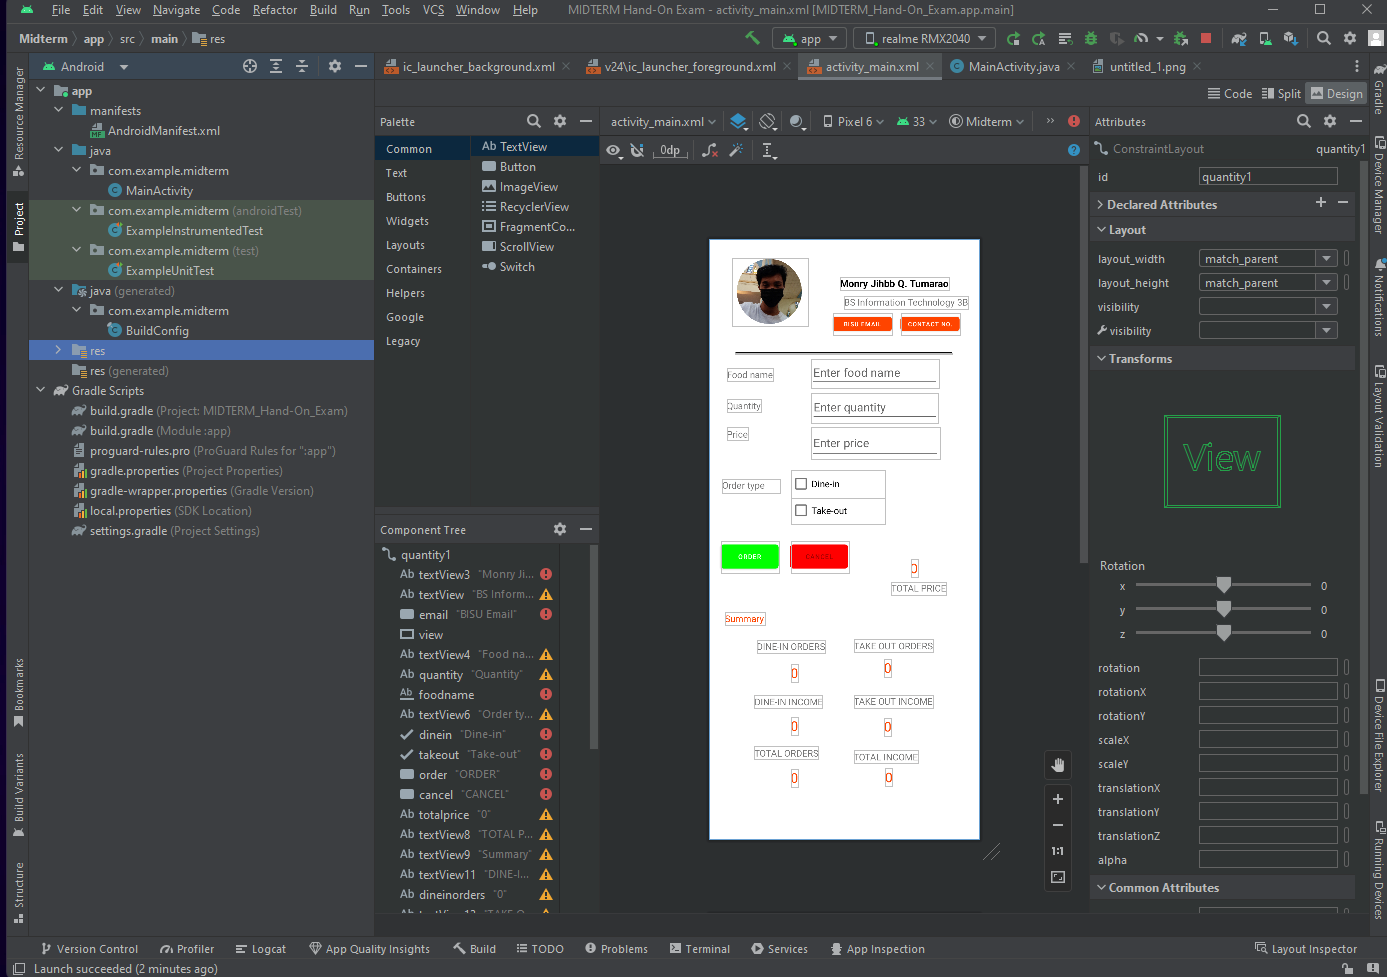 File Edit View Navigate Code Refactor Build Run Tools VCS Window Help MIDTERM Hand-On Exam - activity_main.xml [MIDTERM_Hand-On_Exam.app.main]
Midterm app src main res app realme RMX2040
Android ic_launcher_background.xml v24\ic_launcher_foreground.xml activity_main.xml MainActivity.java untitled_1.png
Code Split Design
Resource Manager
Project
Bookmarks
Build Variants
Structure
app
manifests
AndroidManifest.xml
java
com.example.midterm
MainActivity
com.example.midterm (androidTest)
ExampleInstrumentedTest
com.example.midterm (test)
ExampleUnitTest
java (generated)
com.example.midterm
BuildConfig
res
res (generated)
Gradle Scripts
build.gradle (Project: MIDTERM_Hand-On_Exam)
build.gradle (Module :app)
proguard-rules.pro (ProGuard Rules for ":app")
gradle.properties (Project Properties)
gradle-wrapper.properties (Gradle Version)
local.properties (SDK Location)
settings.gradle (Project Settings)
Palette
Common
Text
Buttons
Widgets
Layouts
Containers
Helpers
Google
Legacy
Ab TextView
Button
ImageView
RecyclerView
FragmentCo...
ScrollView
Switch
Component Tree
quantity1
Ab textView3 "Monry Ji...
Ab textView "BS Inform...
email "BISU Email"
view
Ab textView4 "Food na...
Ab quantity "Quantity"
Ab foodname
Ab textView6 "Order ty...
dinein "Dine-in"
takeout "Take-out"
order "ORDER"
cancel "CANCEL"
Ab totalprice "0"
Ab textView8 "TOTAL P...
Ab textView9 "Summary"
Ab textView11 "DINE-I...
Ab dineinorders "0"
activity_main.xml Pixel 6 33 Midterm
0dp
Monry Jihbb Q. Tumarao
BS Information Technology 3B
BISU EMAIL CONTACT NO.
Food name Enter food name
Quantity Enter quantity
Price Enter price
Order type Dine-in
Take-out
ORDER CANCEL
0
TOTAL PRICE
Summary
DINE-IN ORDERS TAKE OUT ORDERS
0 0
DINE-IN INCOME TAKE OUT INCOME
0 0
TOTAL ORDERS TOTAL INCOME
0 0
1:1
Attributes
ConstraintLayout quantity1
id quantity1
Declared Attributes
Layout
layout_width match_parent
layout_height match_parent
visibility
visibility
Transforms
View
Rotation
x 0
y 0
z 0
rotation
rotationX
rotationY
scaleX
scaleY
translationX
translationY
translationZ
alpha
Common Attributes
Gradle
Device Manager
Notifications
Layout Validation
Device File Explorer
Running Devices
Version Control Profiler Logcat App Quality Insights Build TODO Problems Terminal Services App Inspection Layout Inspector
Launch succeeded (2 minutes ago)